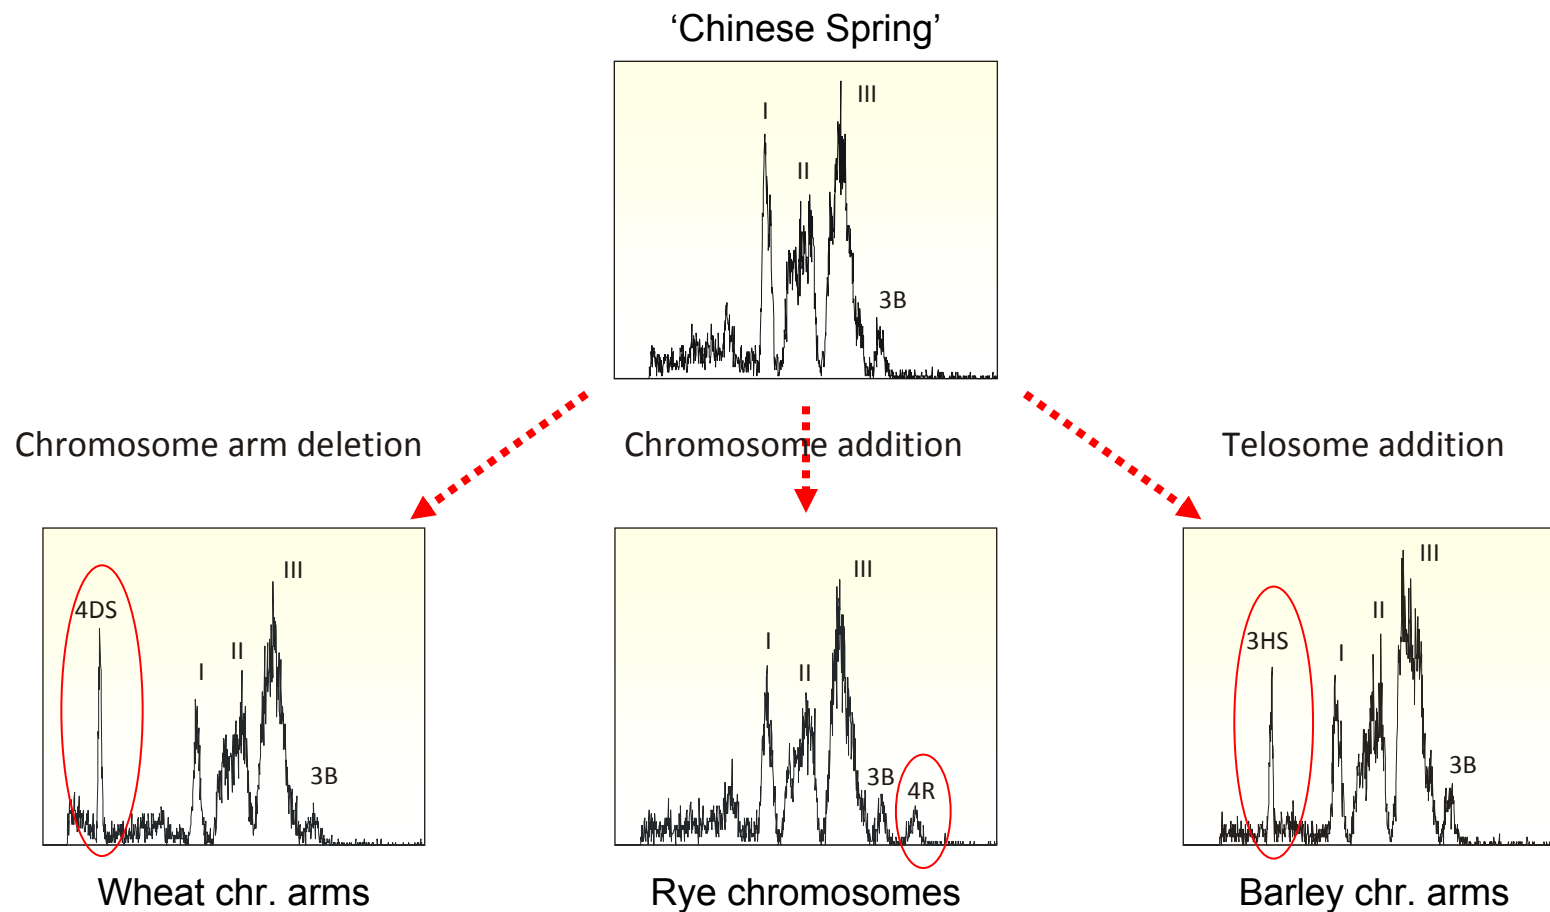 ‘Chinese Spring’
I
II
III
3B
Chromosome arm deletion
Chromosome addition
Telosome addition
4DS
I
II
III
3B
I
II
III
3B
4R
3HS
I
II
III
3B
Wheat chr. arms
Rye chromosomes
Barley chr. arms